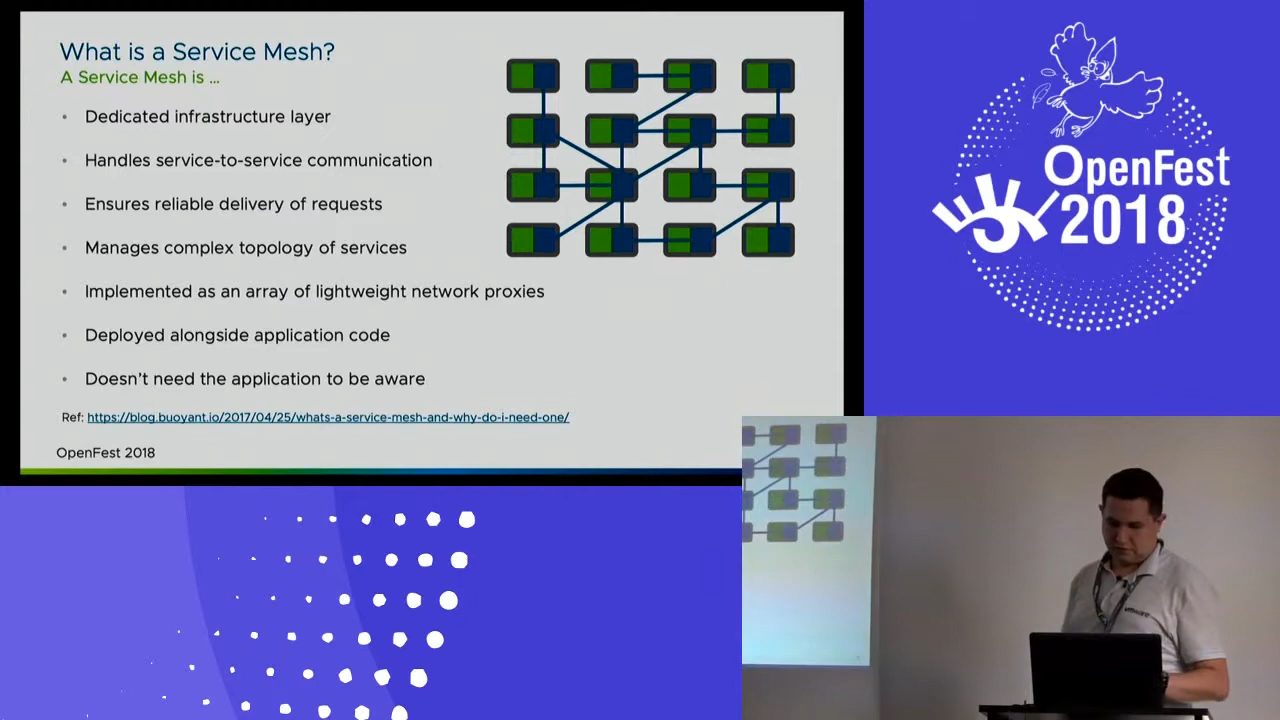 What is a Service Mesh?
A Service Mesh is ...
• Dedicated infrastructure layer
• Handles service-to-service communication
• Ensures reliable delivery of requests
• Manages complex topology of services
• Implemented as an array of lightweight network proxies
• Deployed alongside application code
• Doesn't need the application to be aware
Ref: https://blog.buoyant.io/2017/04/25/whats-a-service-mesh-and-why-do-i-need-one/
OpenFest 2018
OpenFest
2018
vmware